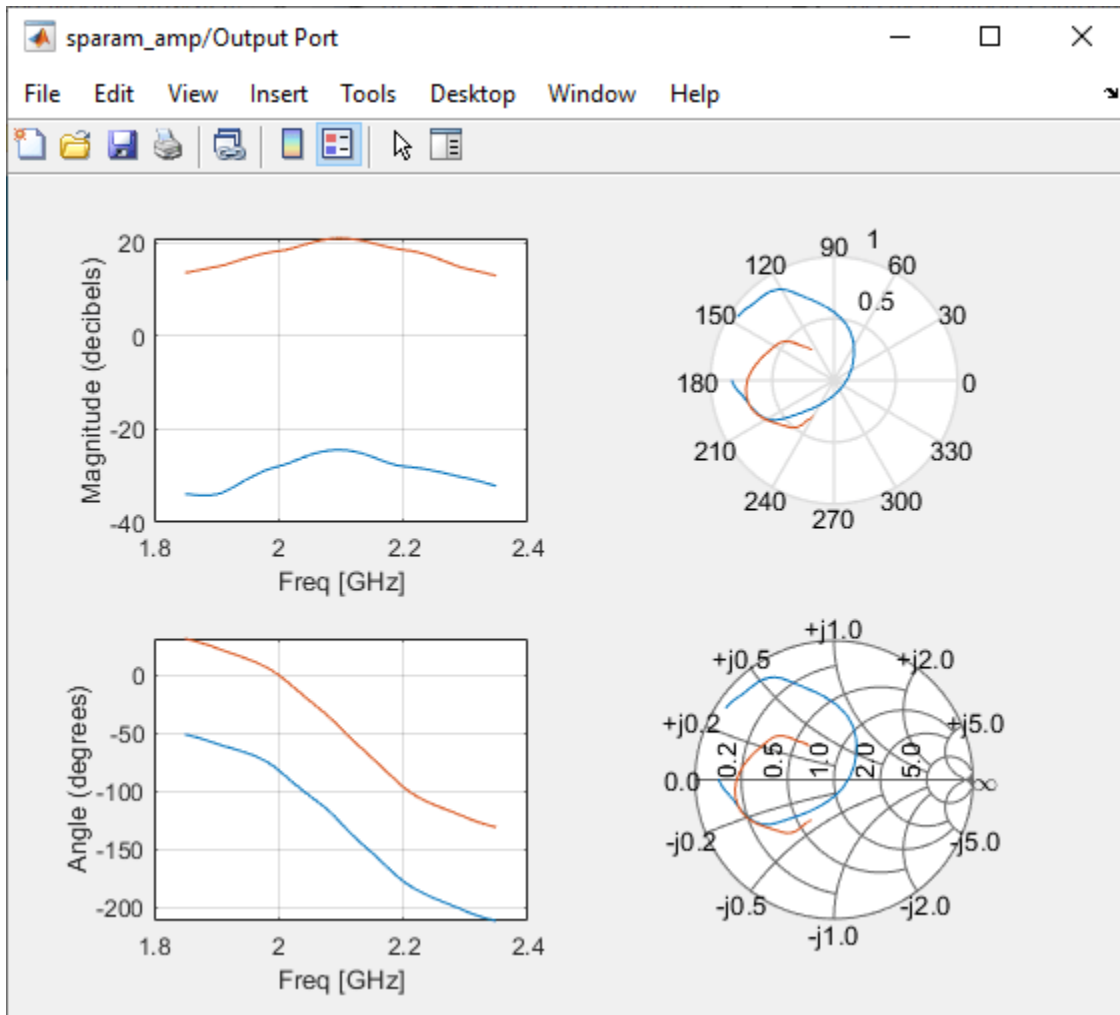 sparam_amp/Output Port
File Edit View Insert Tools Desktop Window Help
20
0
-20
-40
Magnitude (decibels)
1.8 2 2.2 2.4
Freq [GHz]
90 1
120 60
0.5
150 30
180 0
210 330
240 300
270
0
-50
-100
-150
-200
Angle (degrees)
1.8 2 2.2 2.4
Freq [GHz]
+j1.0
+j0.5 +j2.0
+j0.2 +j5.0
0.0 0.2 0.5 1.0 2.0 5.0 ∞
-j0.2 -j5.0
-j0.5 -j2.0
-j1.0